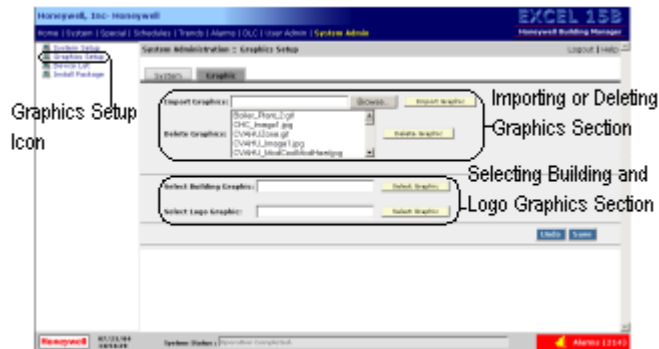 Honeywell, Inc- Honeywell
EXCEL 15B
Home | System | Special | Schedules | Trends | Alarms | DLC | User Admin | System Admin
Honeywell Building Manager
System Setup
Graphics Setup
Device List
Install Package
System Administration :: Graphics Setup
Logout | Help
System
Graphic
Graphics Setup
Icon
Import Graphics:
Browse...
Import Graphic
Delete Graphics:
Boiler_Plant_2.gif
CHC_Image1.jpg
CVAHUZone.gif
CVAHU_Image1.jpg
CVAHU_ModCoolModHeat.jpg
Delete Graphic
Importing or Deleting
Graphics Section
Select Building Graphic:
Select Graphic
Select Logo Graphic:
Select Graphic
Selecting Building and
Logo Graphics Section
Undo
Save
Honeywell
System Status:
Operation Completed.
Alarms